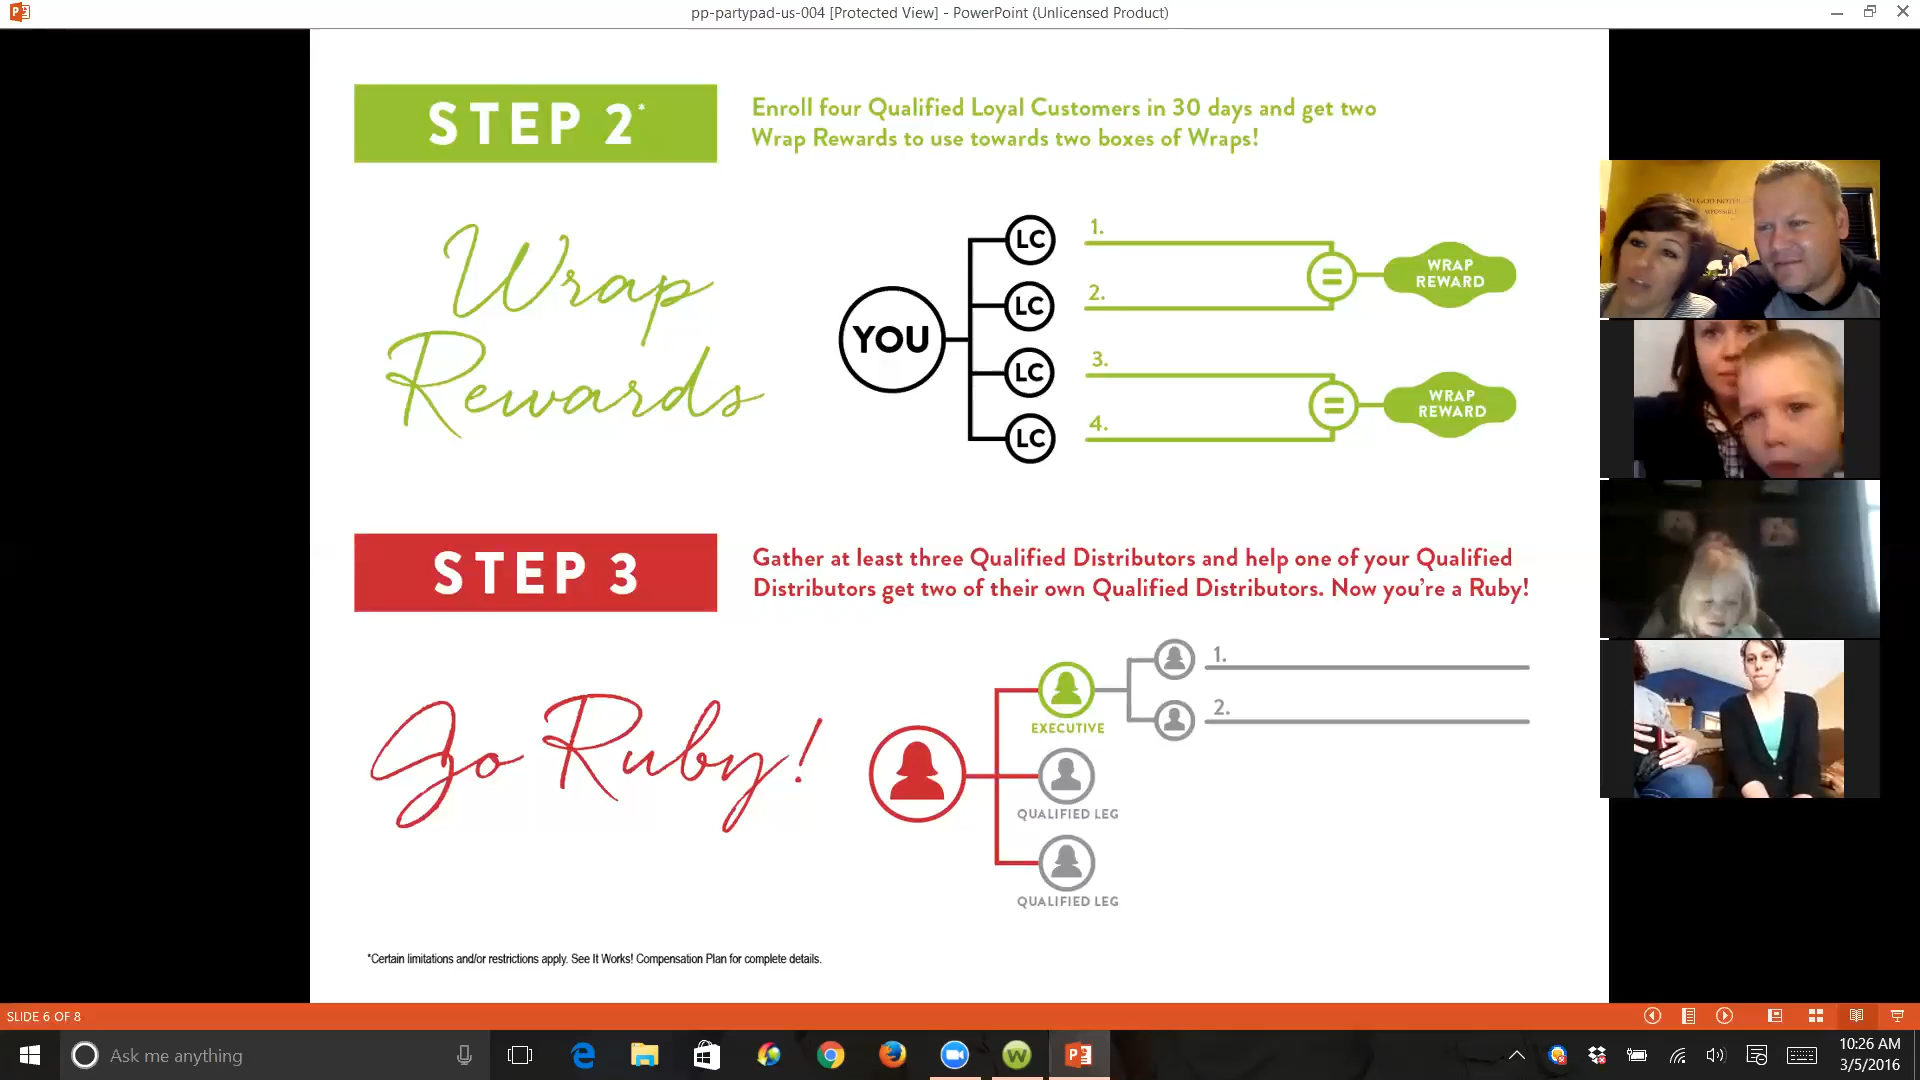 pp-partypad-us-004 [Protected View] - PowerPoint (Unlicensed Product)
STEP 2*
Enroll four Qualified Loyal Customers in 30 days and get two
Wrap Rewards to use towards two boxes of Wraps!
Wrap
Rewards
YOU
LC
LC
LC
LC
1.
2.
3.
4.
=
=
WRAP
REWARD
WRAP
REWARD
STEP 3
Gather at least three Qualified Distributors and help one of your Qualified
Distributors get two of their own Qualified Distributors. Now you're a Ruby!
Go Ruby!
EXECUTIVE
1.
2.
QUALIFIED LEG
QUALIFIED LEG
*Certain limitations and/or restrictions apply. See It Works! Compensation Plan for complete details.
SLIDE 6 OF 8
Ask me anything
10:26 AM
3/5/2016